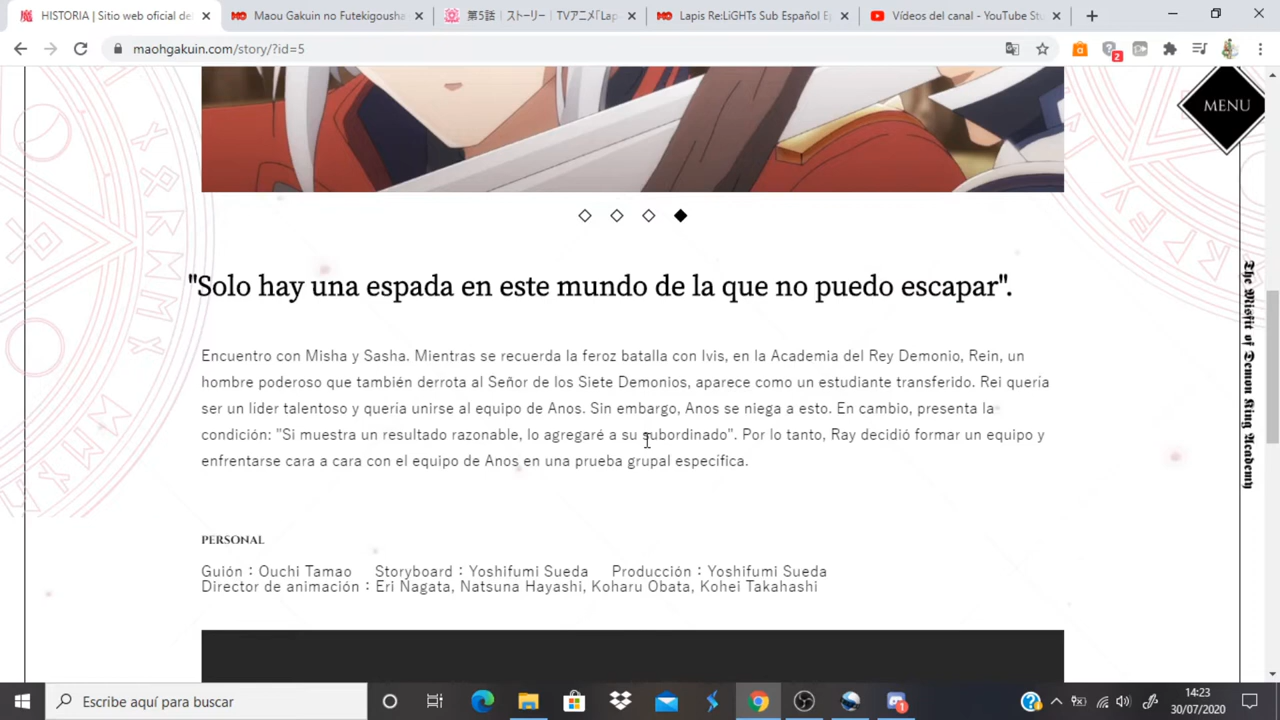 HISTORIA | Sitio web oficial del
Maou Gakuin no Futekigousha
第5話 | ストーリー | TVアニメ「Lap
Lapis Re:LiGHTs Sub Español E
Vídeos del canal - YouTube Stu
maohgakuin.com/story/?id=5
2
MENU
"Solo hay una espada en este mundo de la que no puedo escapar".
Encuentro con Misha y Sasha. Mientras se recuerda la feroz batalla con Ivis, en la Academia del Rey Demonio, Rein, un
hombre poderoso que también derrota al Señor de los Siete Demonios, aparece como un estudiante transferido. Rei quería
ser un líder talentoso y quería unirse al equipo de Anos. Sin embargo, Anos se niega a esto. En cambio, presenta la
condición: "Si muestra un resultado razonable, lo agregaré a su subordinado". Por lo tanto, Ray decidió formar un equipo y
enfrentarse cara a cara con el equipo de Anos en una prueba grupal específica.
The Misfit of Demon King Academy
PERSONAL
Guión：Ouchi Tamao Storyboard：Yoshifumi Sueda Producción：Yoshifumi Sueda
Director de animación：Eri Nagata, Natsuna Hayashi, Koharu Obata, Kohei Takahashi
Escribe aquí para buscar
1
14:23
30/07/2020